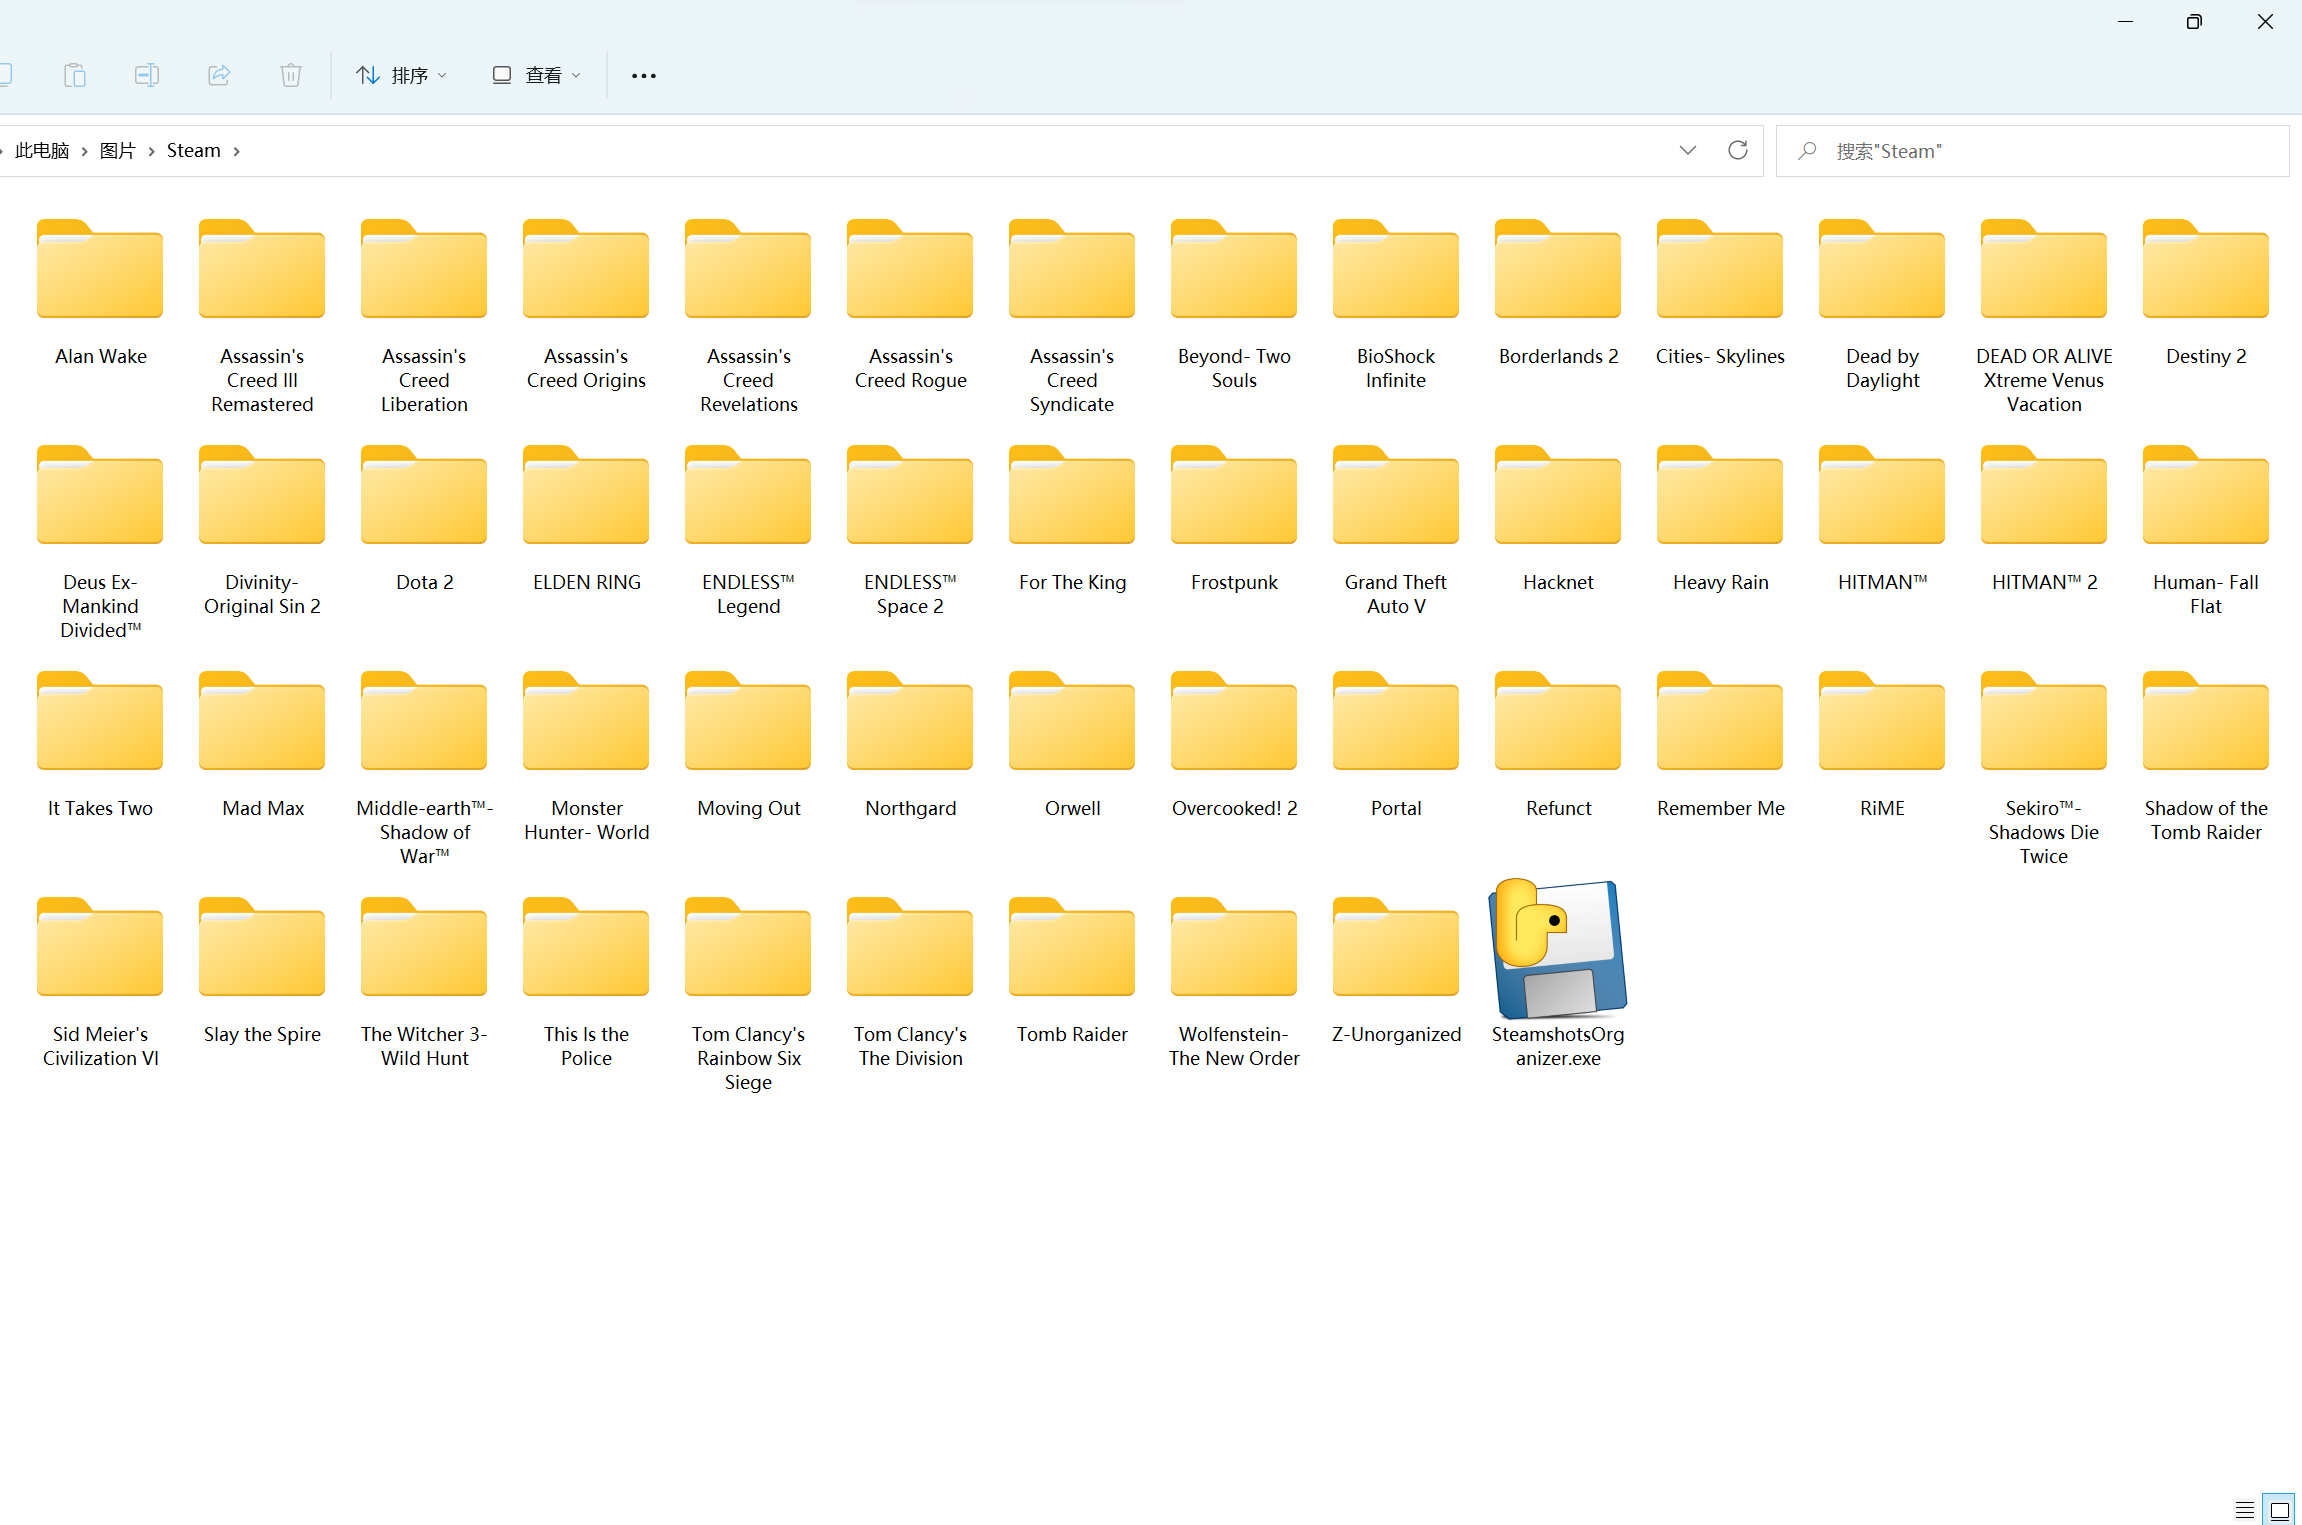 排序
查看
此电脑 > 图片 > Steam >
搜索"Steam"
Alan Wake
Assassin's
Creed III
Remastered
Assassin's
Creed
Liberation
Assassin's
Creed Origins
Assassin's
Creed
Revelations
Assassin's
Creed Rogue
Assassin's
Creed
Syndicate
Beyond- Two
Souls
BioShock
Infinite
Borderlands 2
Cities- Skylines
Dead by
Daylight
DEAD OR ALIVE
Xtreme Venus
Vacation
Destiny 2
Deus Ex-
Mankind
Divided™
Divinity-
Original Sin 2
Dota 2
ELDEN RING
ENDLESS™
Legend
ENDLESS™
Space 2
For The King
Frostpunk
Grand Theft
Auto V
Hacknet
Heavy Rain
HITMAN™
HITMAN™ 2
Human- Fall
Flat
It Takes Two
Mad Max
Middle-earth™-
Shadow of
War™
Monster
Hunter- World
Moving Out
Northgard
Orwell
Overcooked! 2
Portal
Refunct
Remember Me
RiME
Sekiro™-
Shadows Die
Twice
Shadow of the
Tomb Raider
Sid Meier's
Civilization VI
Slay the Spire
The Witcher 3-
Wild Hunt
This Is the
Police
Tom Clancy's
Rainbow Six
Siege
Tom Clancy's
The Division
Tomb Raider
Wolfenstein-
The New Order
Z-Unorganized
SteamshotsOrg
anizer.exe